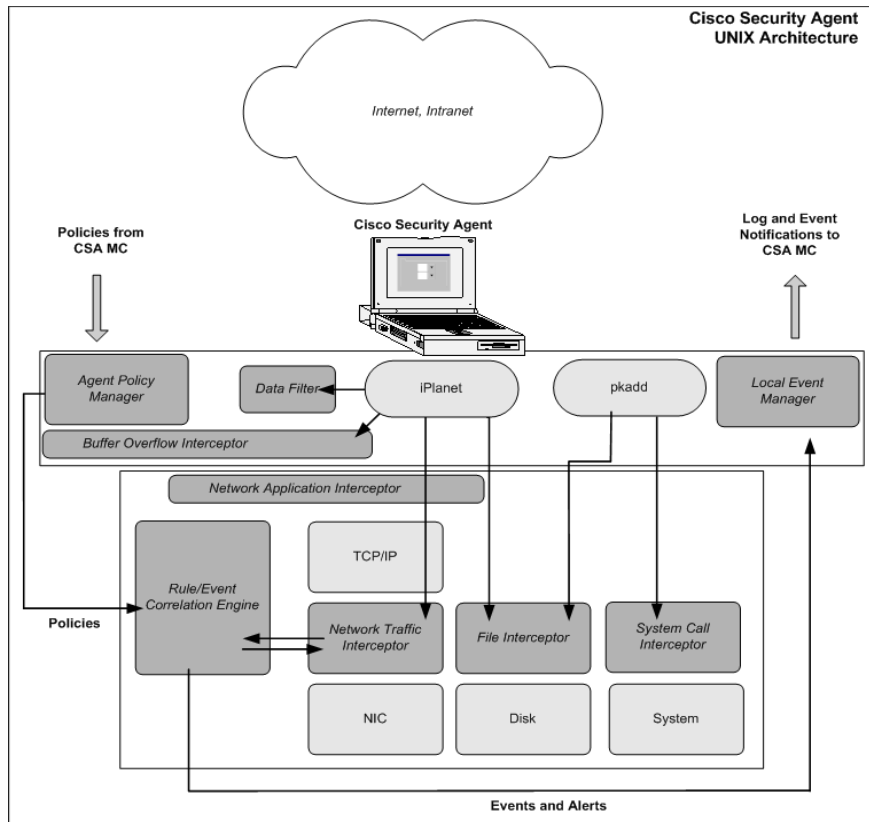 Cisco Security Agent
UNIX Architecture
Internet, Intranet
Cisco Security Agent
Policies from
CSA MC
Log and Event
Notifications to
CSA MC
Agent Policy
Manager
Data Filter
iPlanet
pkadd
Local Event
Manager
Buffer Overflow Interceptor
Network Application Interceptor
TCP/IP
Rule/Event
Correlation Engine
Policies
Network Traffic
Interceptor
File Interceptor
System Call
Interceptor
NIC
Disk
System
Events and Alerts